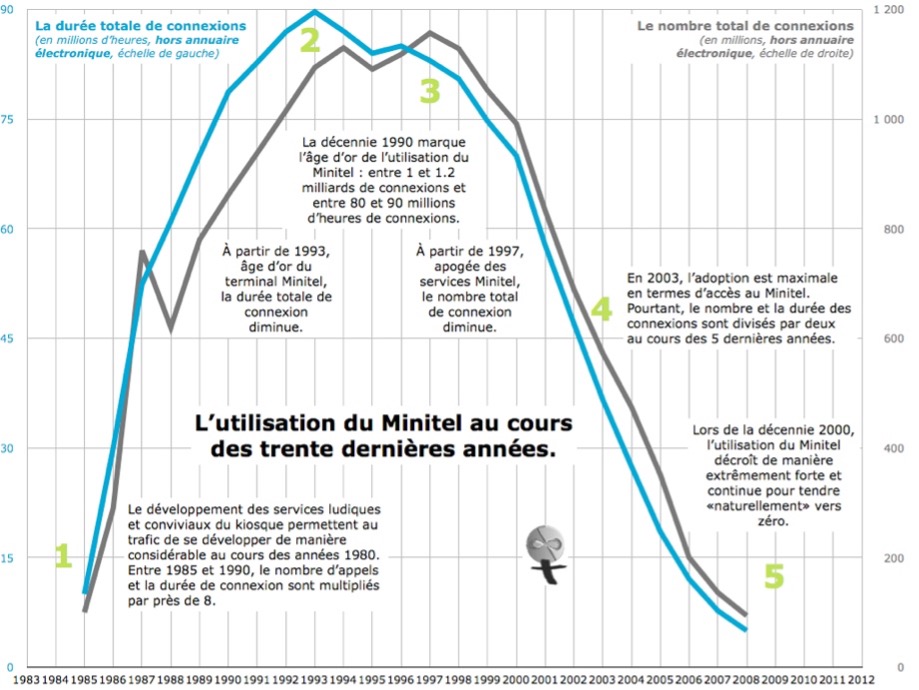 La durée totale de connexions
(en millions d'heures, hors annuaire
électronique, échelle de gauche)
Le nombre total de connexions
(en millions, hors annuaire
électronique, échelle de droite)
90
75
60
45
30
15
0
1 200
1 000
800
600
400
200
0
2
3
La décennie 1990 marque
l'âge d'or de l'utilisation du
Minitel : entre 1 et 1.2
milliards de connexions et
entre 80 et 90 millions
d'heures de connexions.
À partir de 1993,
âge d'or du
terminal Minitel,
la durée totale de
connexion
diminue.
À partir de 1997,
apogée des
services Minitel,
le nombre total
de connexion
diminue.
4
En 2003, l'adoption est maximale
en termes d'accès au Minitel.
Pourtant, le nombre et la durée des
connexions sont divisés par deux
au cours des 5 dernières années.
L'utilisation du Minitel au cours
des trente dernières années.
Lors de la décennie 2000,
l'utilisation du Minitel
décroît de manière
extrêmement forte et
continue pour tendre
«naturellement» vers
zéro.
1
Le développement des services ludiques
et conviviaux du kiosque permettent au
trafic de se développer de manière
considérable au cours des années 1980.
Entre 1985 et 1990, le nombre d'appels
et la durée de connexion sont multipliés
par près de 8.
5
1983 1984 1985 1986 1987 1988 1989 1990 1991 1992 1993 1994 1995 1996 1997 1998 1999 2000 2001 2002 2003 2004 2005 2006 2007 2008 2009 2010 2011 2012